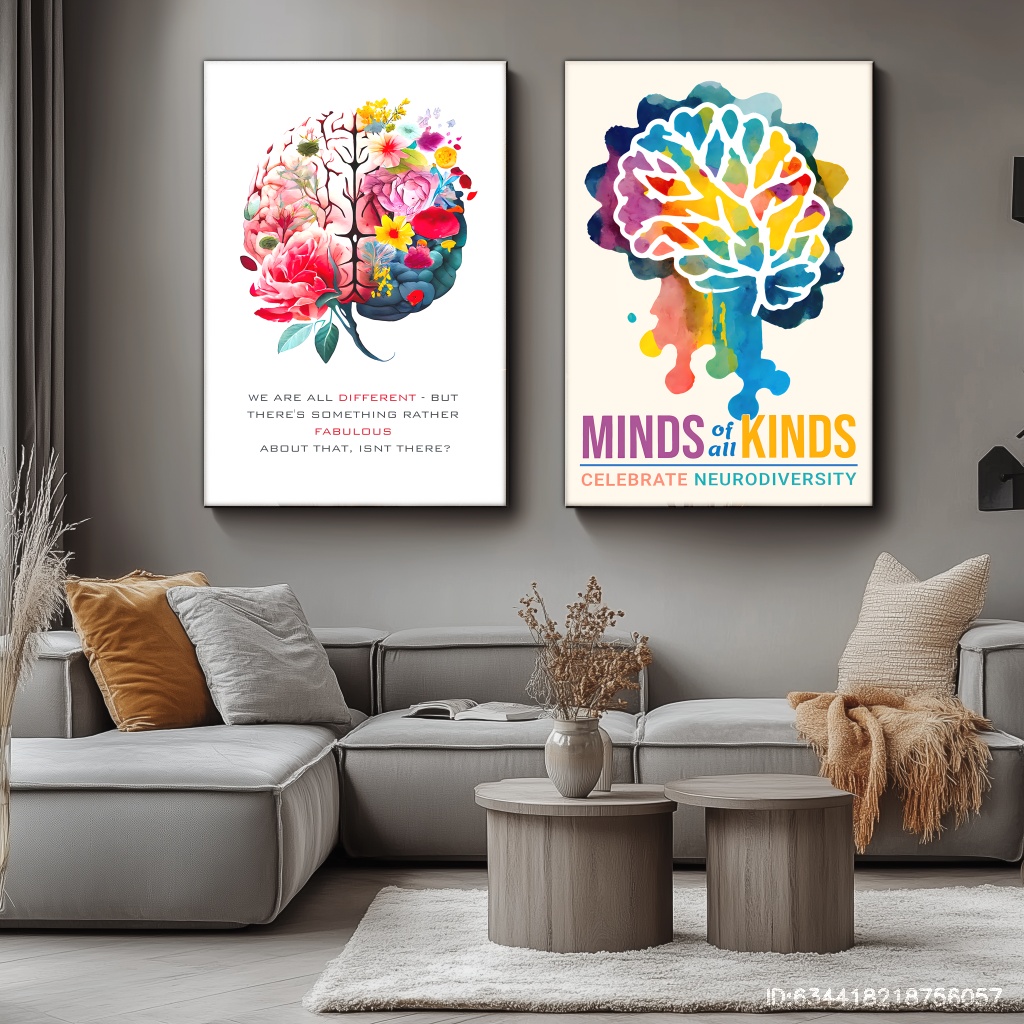 WE ARE ALL DIFFERENT - BUT
THERE'S SOMETHING RATHER
FABULOUS
ABOUT THAT, ISNT THERE?
MINDS of all KINDS
CELEBRATE NEURODIVERSITY
ID:634418218756057